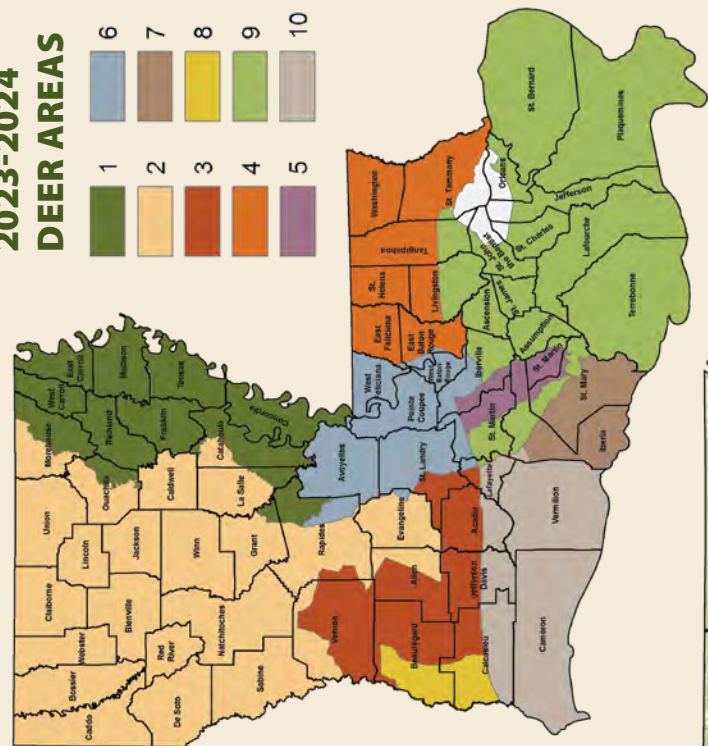 2023-2024
DEER AREAS
1
2
3
4
5
6
7
8
9
10
Caddo
Bossier
Webster
Claiborne
Union
Morehouse
West
Carroll
East
Carroll
Lincoln
Ouachita
Richland
Madison
De Soto
Red
River
Bienville
Jackson
Caldwell
Franklin
Tensas
Sabine
Natchitoches
Winn
La Salle
Catahoula
Concordia
Grant
Vernon
Rapides
Avoyelles
West
Feliciana
East
Feliciana
St.
Helena
Tangipahoa
Washington
Beauregard
Allen
Evangeline
St. Landry
Pointe
Coupee
West
Baton
Rouge
East
Baton
Rouge
Livingston
St. Tammany
Calcasieu
Jefferson
Davis
Acadia
Lafayette
St. Martin
Iberville
Ascension
St. James
St. John
the Baptist
Orleans
St. Bernard
Cameron
Vermilion
Iberia
St. Mary
St. Martin
Assumption
St. Charles
Jefferson
Lafourche
Terrebonne
Plaquemines